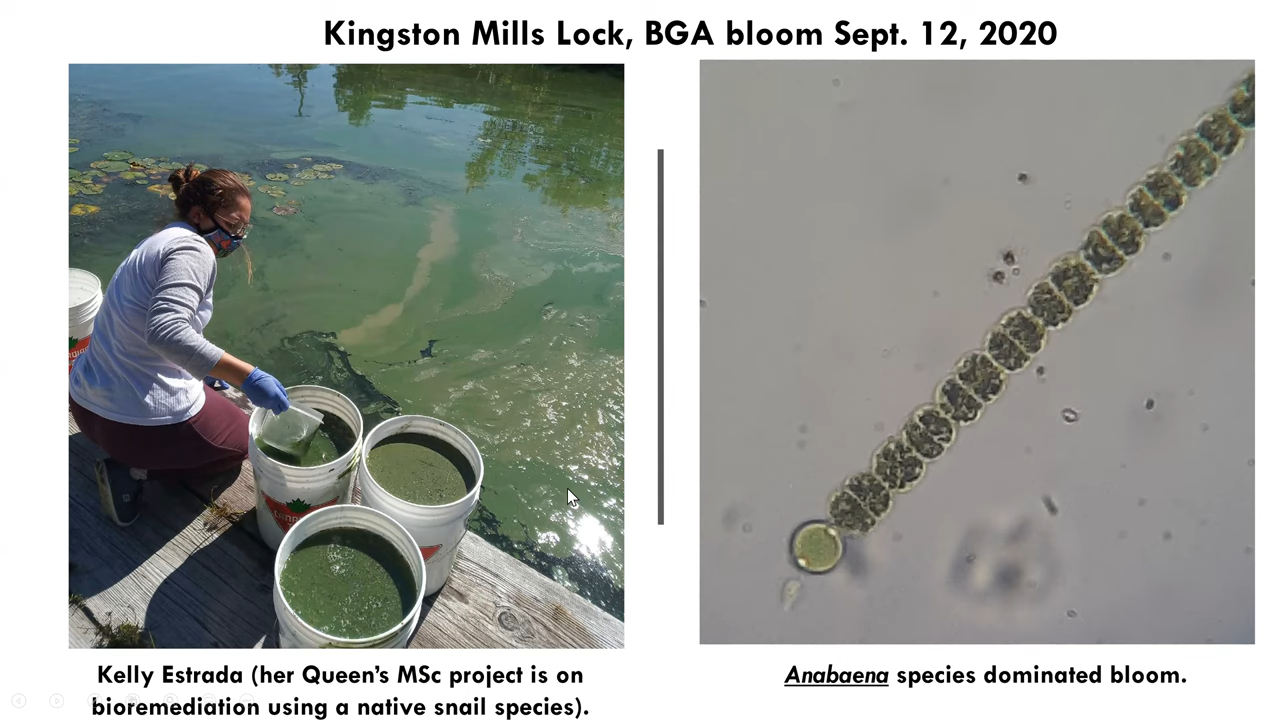 Kingston Mills Lock, BGA bloom Sept. 12, 2020
Kelly Estrada (her Queen's MSc project is on
bioremediation using a native snail species).
Anabaena species dominated bloom.